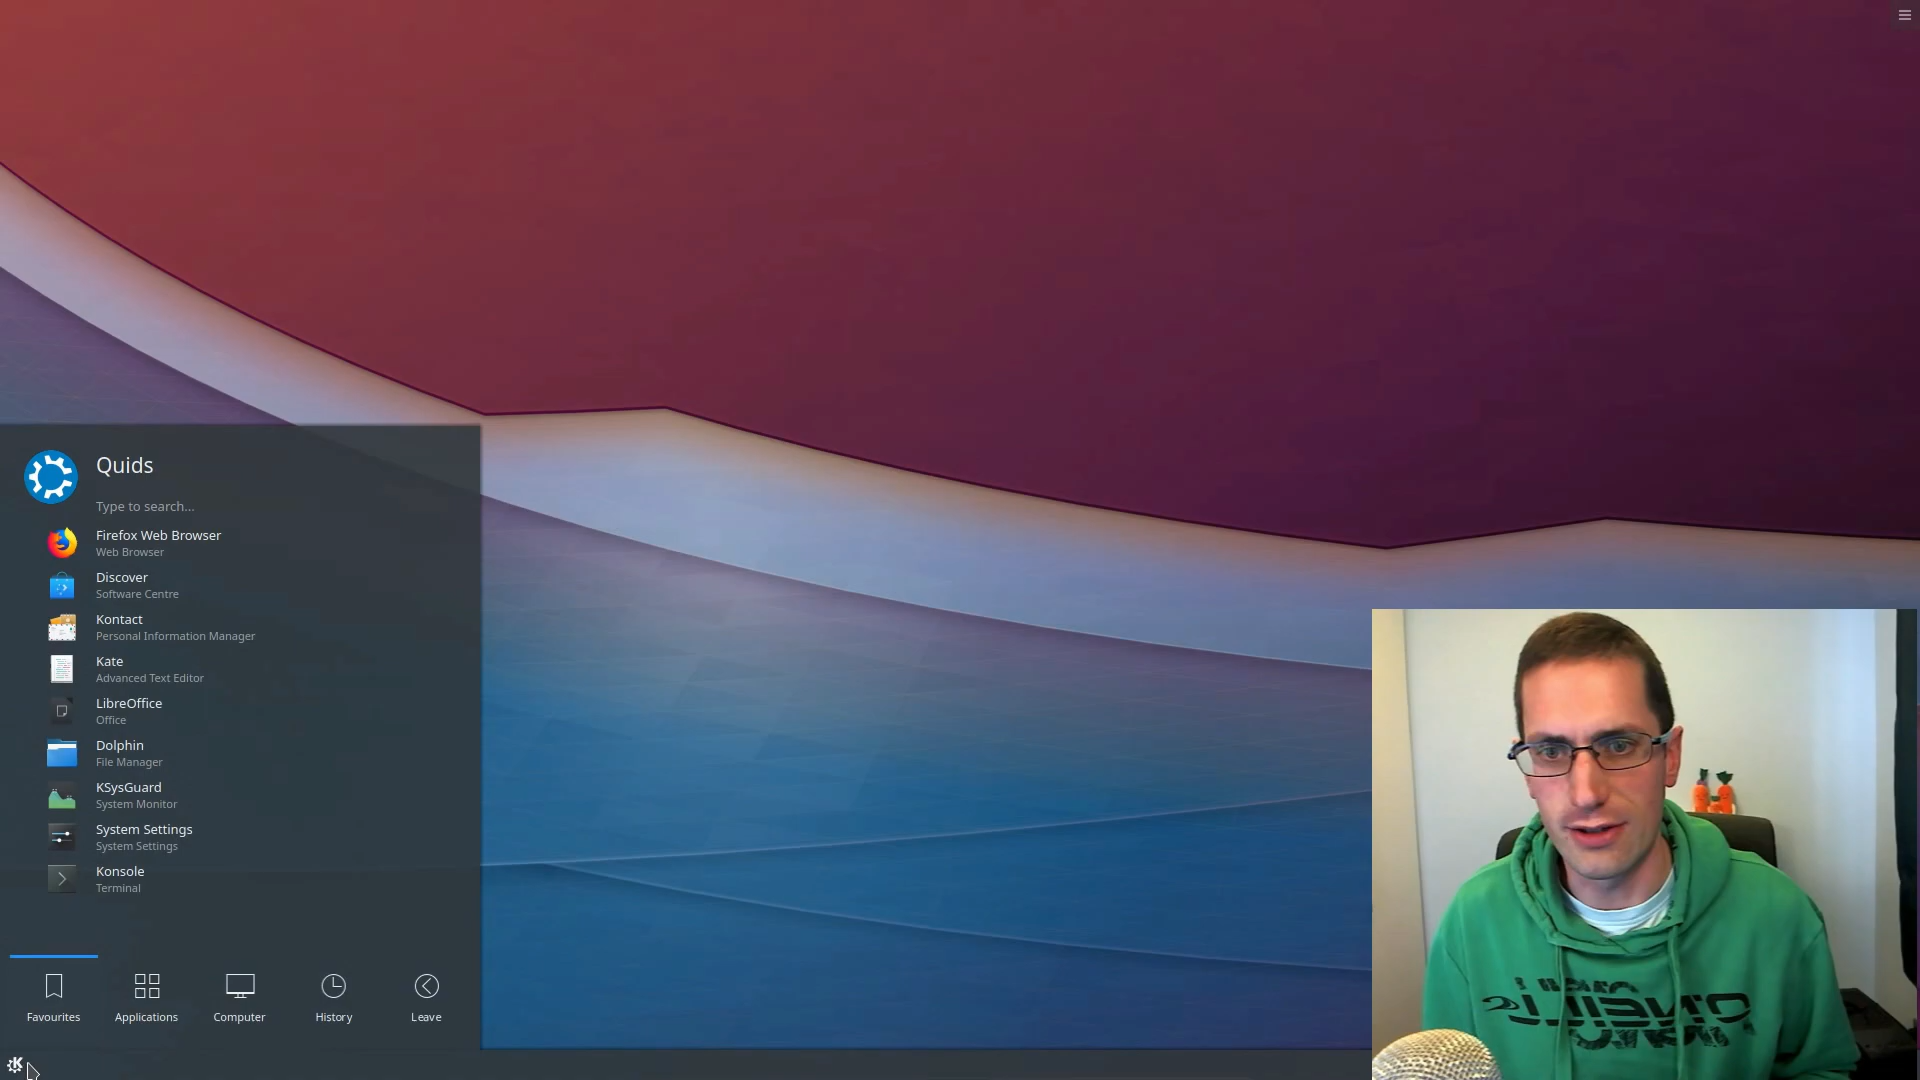 Quids
Type to search...
Firefox Web Browser
Web Browser
Discover
Software Centre
Kontact
Personal Information Manager
Kate
Advanced Text Editor
LibreOffice
Office
Dolphin
File Manager
KSysGuard
System Monitor
System Settings
System Settings
Konsole
Terminal
Favourites
Applications
Computer
History
Leave